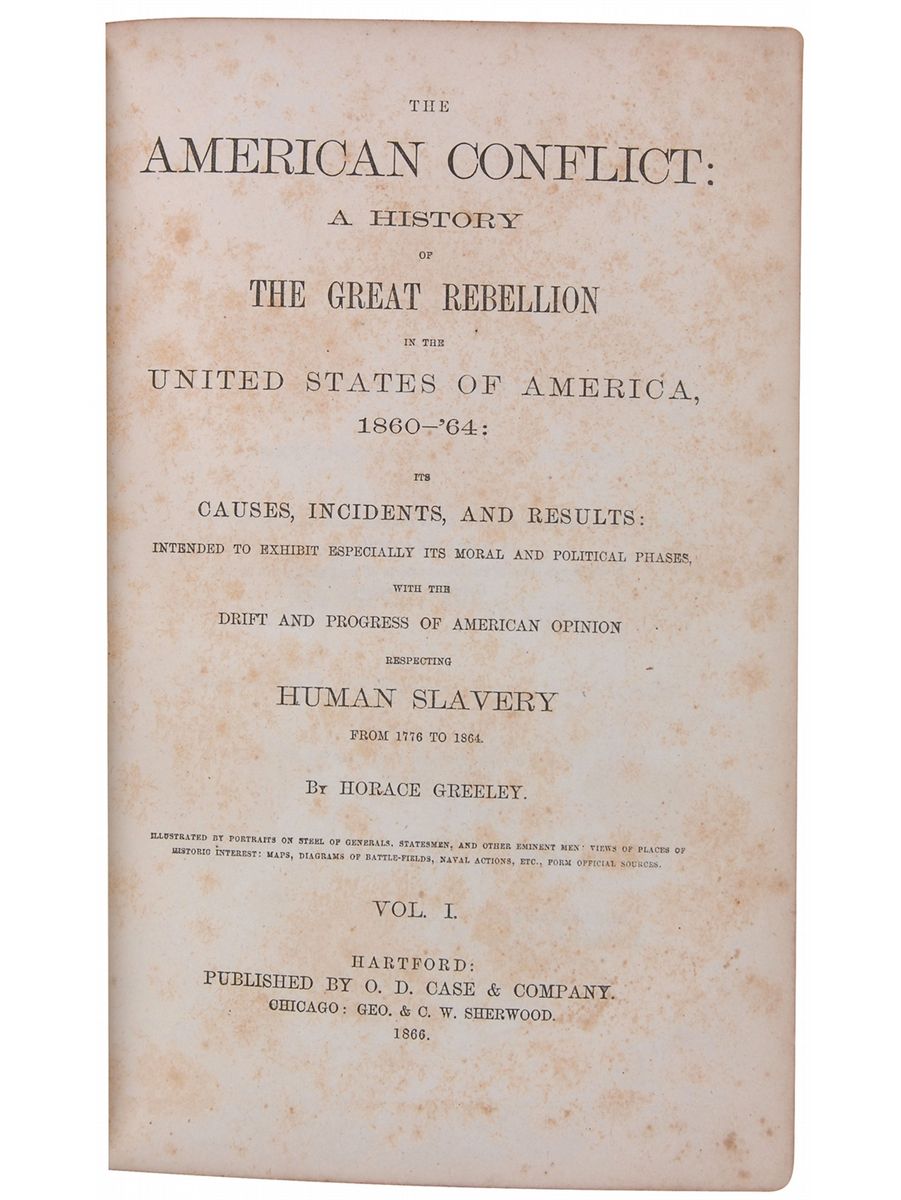 THE
AMERICAN CONFLICT:
A HISTORY
OF
THE GREAT REBELLION
IN THE
UNITED STATES OF AMERICA,
1860–'64:
ITS
CAUSES, INCIDENTS, AND RESULTS:
INTENDED TO EXHIBIT ESPECIALLY ITS MORAL AND POLITICAL PHASES,
WITH THE
DRIFT AND PROGRESS OF AMERICAN OPINION
RESPECTING
HUMAN SLAVERY
FROM 1776 TO 1864.
BY HORACE GREELEY.
ILLUSTRATED BY PORTRAITS ON STEEL OF GENERALS, STATESMEN, AND OTHER EMINENT MEN: VIEWS OF PLACES OF
HISTORIC INTEREST: MAPS, DIAGRAMS OF BATTLE-FIELDS, NAVAL ACTIONS, ETC., FORM OFFICIAL SOURCES.
VOL. I.
HARTFORD:
PUBLISHED BY O. D. CASE & COMPANY.
CHICAGO: GEO. & C. W. SHERWOOD.
1866.